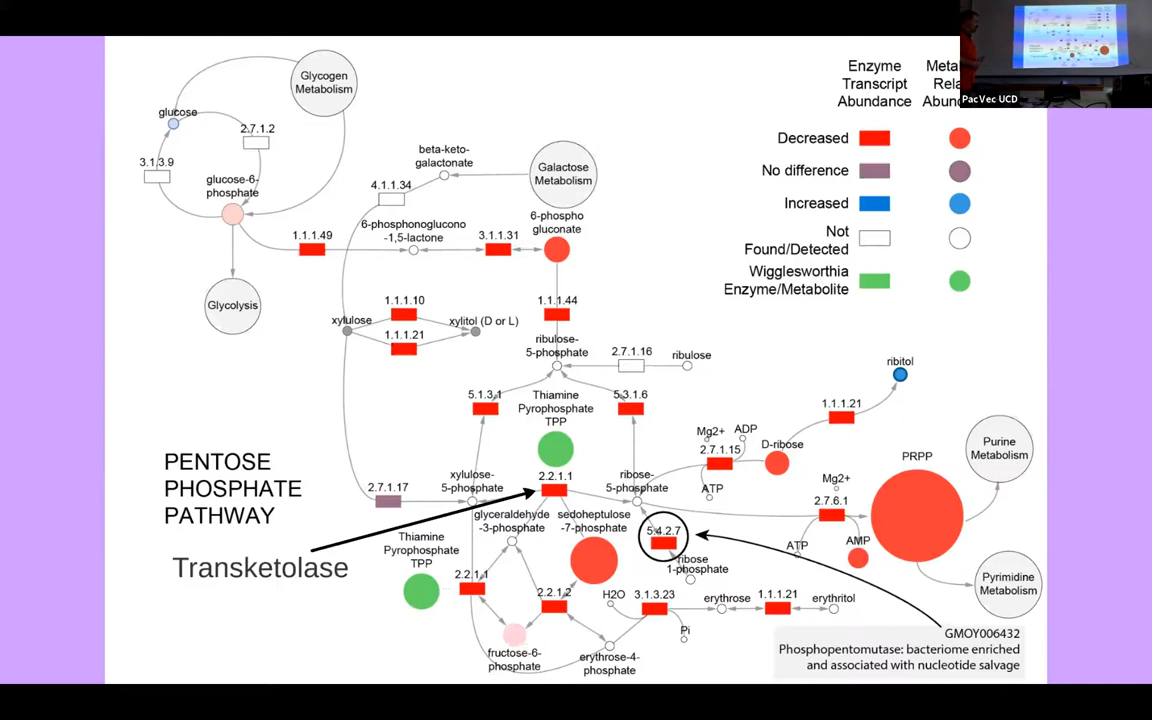 Glycogen
Metabolism
glucose
2.7.1.2
3.1.3.9
glucose-6-
phosphate
Glycolysis
1.1.1.49
beta-keto-
galactonate
4.1.1.34
Galactose
Metabolism
6-phosphoglucono
-1,5-lactone
3.1.1.31
6-phospho
gluconate
1.1.1.44
Enzyme
Transcript
Abundance
Decreased
No difference
Increased
Not
Found/Detected
Wigglesworthia
Enzyme/Metabolite
PacVec UCD
xylulose
1.1.1.10
1.1.1.21
xylitol (D or L)
ribulose-
5-phosphate
2.7.1.16
ribulose
5.1.3.1
Thiamine
Pyrophosphate
TPP
5.3.1.6
ribitol
1.1.1.21
Mg2+
ADP
2.7.1.15
D-ribose
ATP
PRPP
Purine
Metabolism
PENTOSE
PHOSPHATE
PATHWAY
Transketolase
2.7.1.17
xylulose-
5-phosphate
2.2.1.1
ribose-
5-phosphate
Mg2+
2.7.6.1
ATP
AMP
glyceraldehyde
-3-phosphate
sedoheptulose
-7-phosphate
5.4.2.7
ribose
1-phosphate
Thiamine
Pyrophosphate
TPP
2.2.1.1
2.2.1.2
H2O
3.1.3.23
Pi
erythrose
1.1.1.21
erythritol
Pyrimidine
Metabolism
fructose-6-
phosphate
erythrose-4-
phosphate
GMOY006432
Phosphopentomutase: bacteriome enriched
and associated with nucleotide salvage